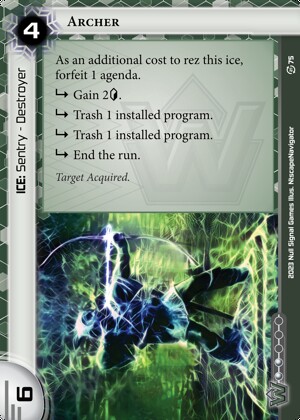 4 Archer
As an additional cost to rez this ice,
forfeit 1 agenda.
↳ Gain 2.
↳ Trash 1 installed program.
↳ Trash 1 installed program.
↳ End the run.
Target Acquired.
ICE: Sentry - Destroyer
75
2023 Null Signal Games Illus. N!scapeNavigator
6